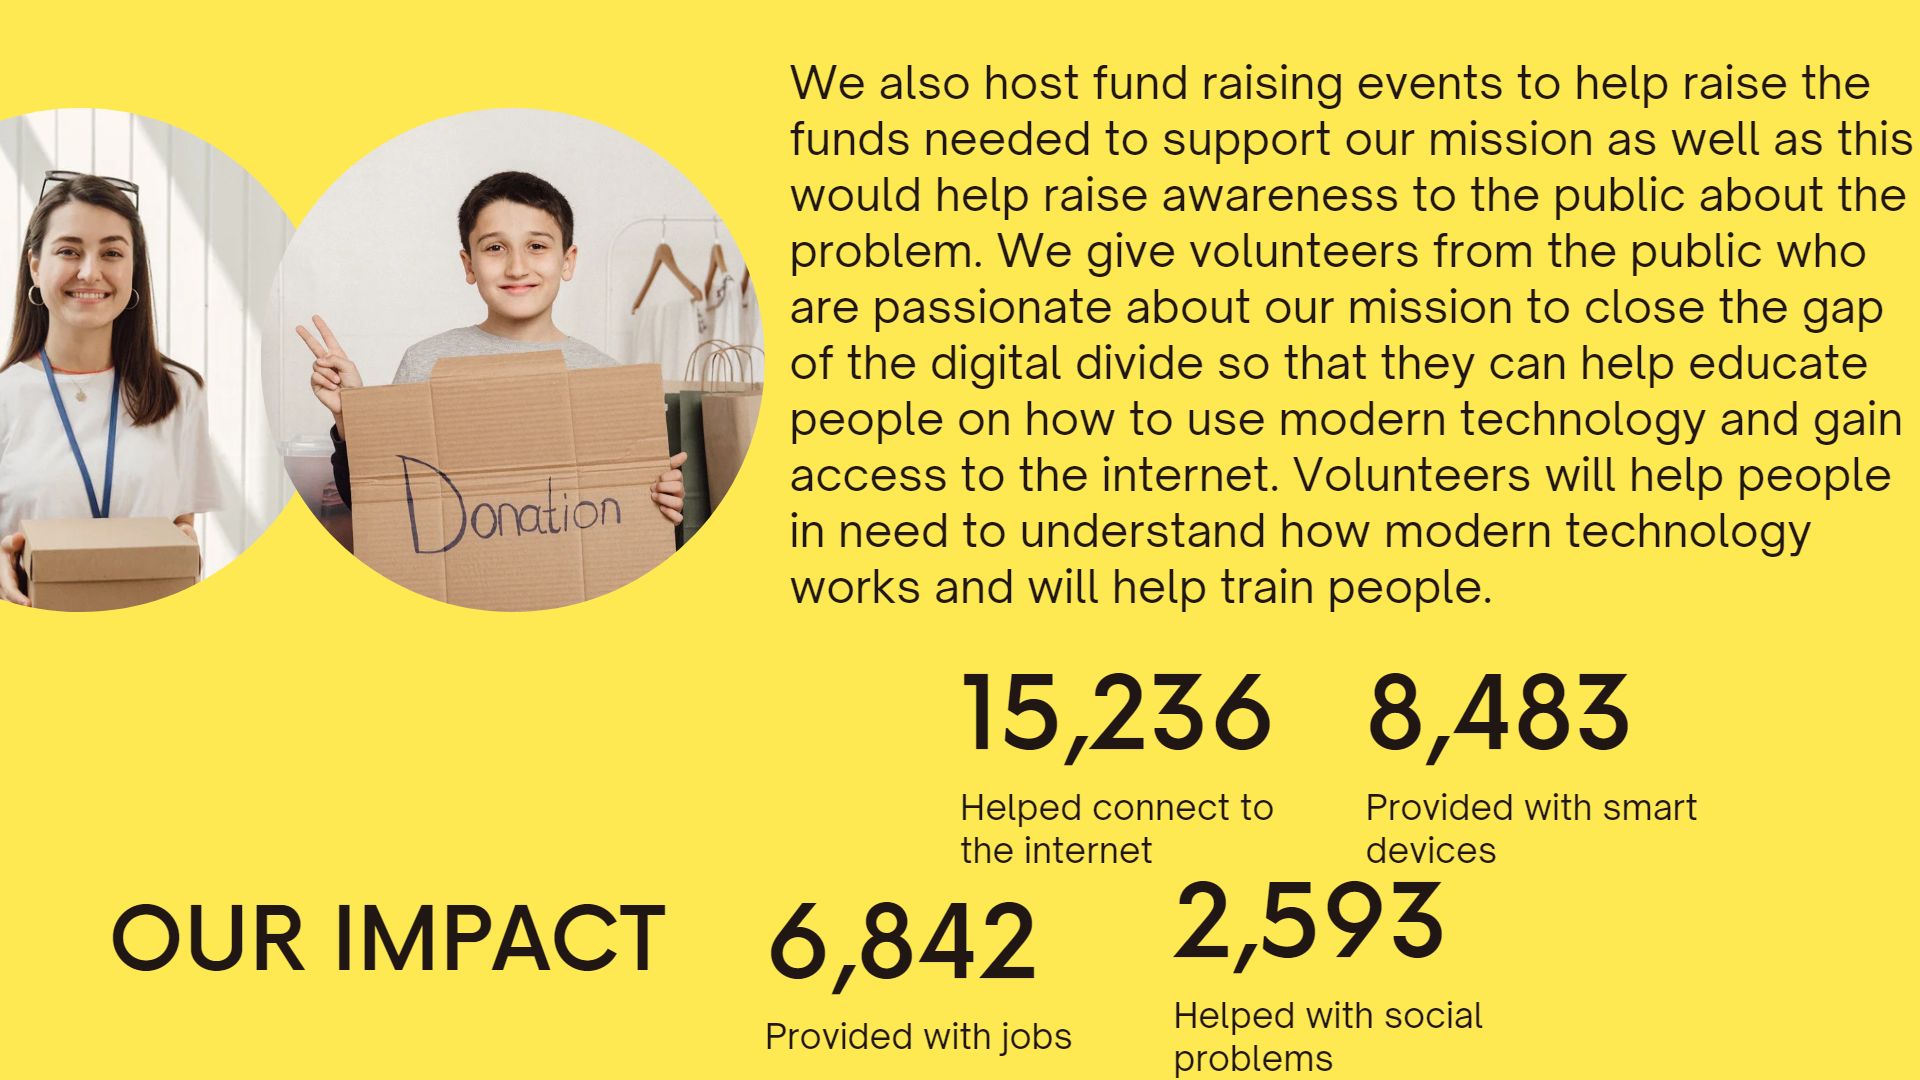 We also host fund raising events to help raise the
funds needed to support our mission as well as this
would help raise awareness to the public about the
problem. We give volunteers from the public who
are passionate about our mission to close the gap
of the digital divide so that they can help educate
people on how to use modern technology and gain
access to the internet. Volunteers will help people
in need to understand how modern technology
works and will help train people.
Donation
15,236
Helped connect to
the internet
8,483
Provided with smart
devices
OUR IMPACT
6,842
Provided with jobs
2,593
Helped with social
problems